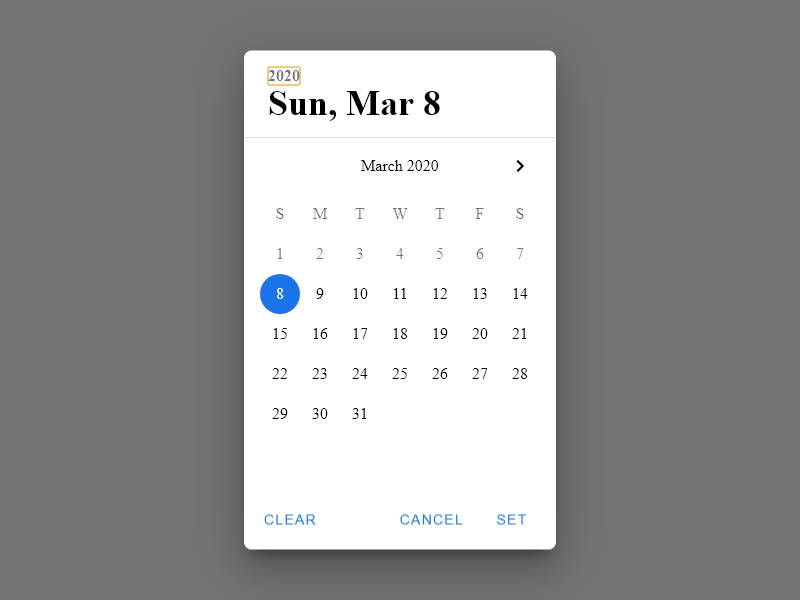 2020
Sun, Mar 8
March 2020
S M T W T F S
1 2 3 4 5 6 7
8 9 10 11 12 13 14
15 16 17 18 19 20 21
22 23 24 25 26 27 28
29 30 31
CLEAR CANCEL SET